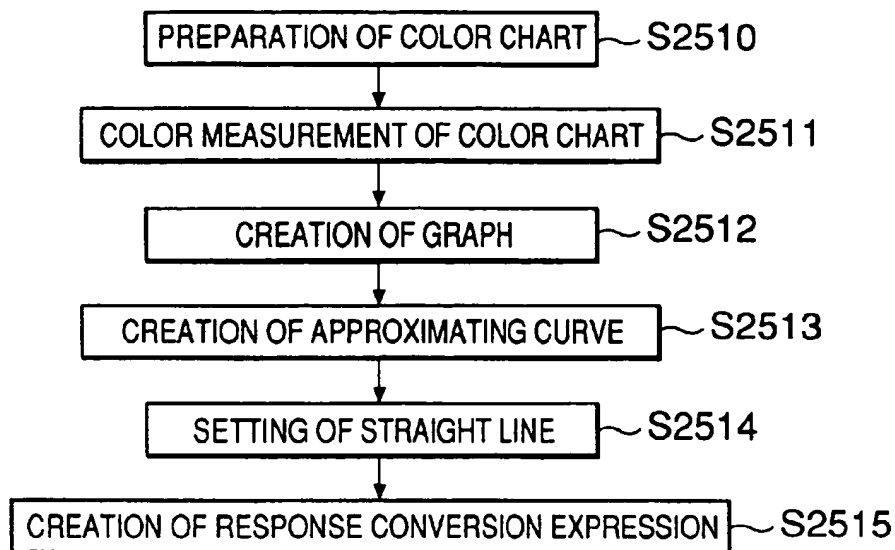 PREPARATION OF COLOR CHART S2510
COLOR MEASUREMENT OF COLOR CHART S2511
CREATION OF GRAPH S2512
CREATION OF APPROXIMATING CURVE S2513
SETTING OF STRAIGHT LINE S2514
CREATION OF RESPONSE CONVERSION EXPRESSION S2515